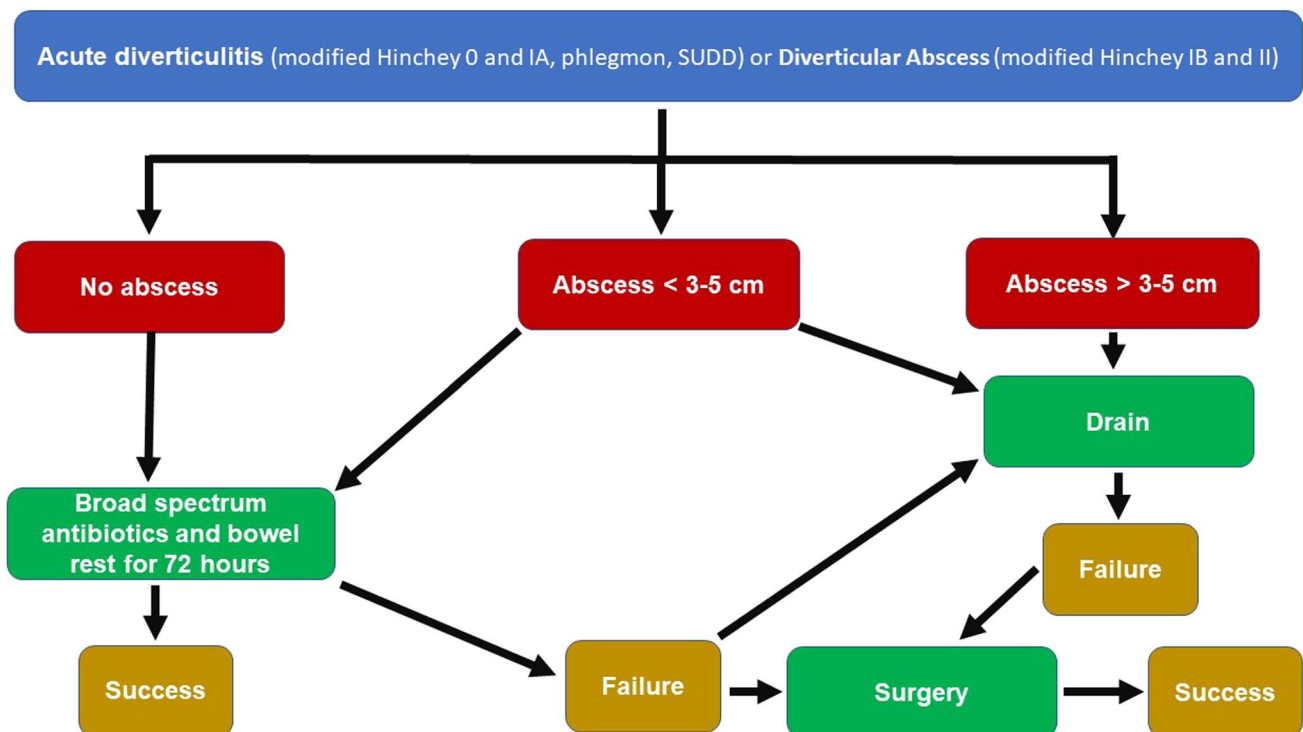 Acute diverticulitis (modified Hinchey 0 and IA, phlegmon, SUDD) or Diverticular Abscess (modified Hinchey IB and II)
No abscess
Abscess < 3-5 cm
Abscess > 3-5 cm
Drain
Broad spectrum
antibiotics and bowel
rest for 72 hours
Failure
Success
Failure
Surgery
Success